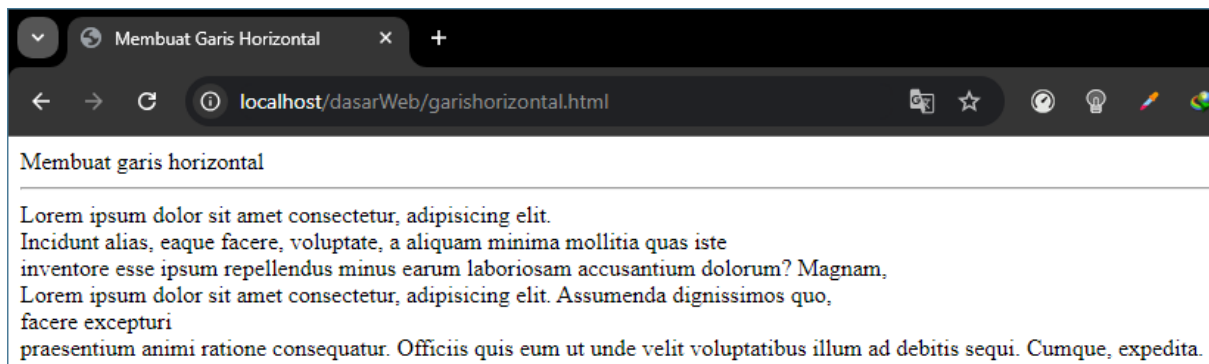 Membuat Garis Horizontal
localhost/dasarWeb/garishorizontal.html
Membuat garis horizontal
Lorem ipsum dolor sit amet consectetur, adipisicing elit.
Incidunt alias, eaque facere, voluptate, a aliquam minima mollitia quas iste
inventore esse ipsum repellendus minus earum laboriosam accusantium dolorum? Magnam,
Lorem ipsum dolor sit amet consectetur, adipisicing elit. Assumenda dignissimos quo,
facere excepturi
praesentium animi ratione consequatur. Officiis quis eum ut unde velit voluptatibus illum ad debitis sequi. Cumque, expedita.